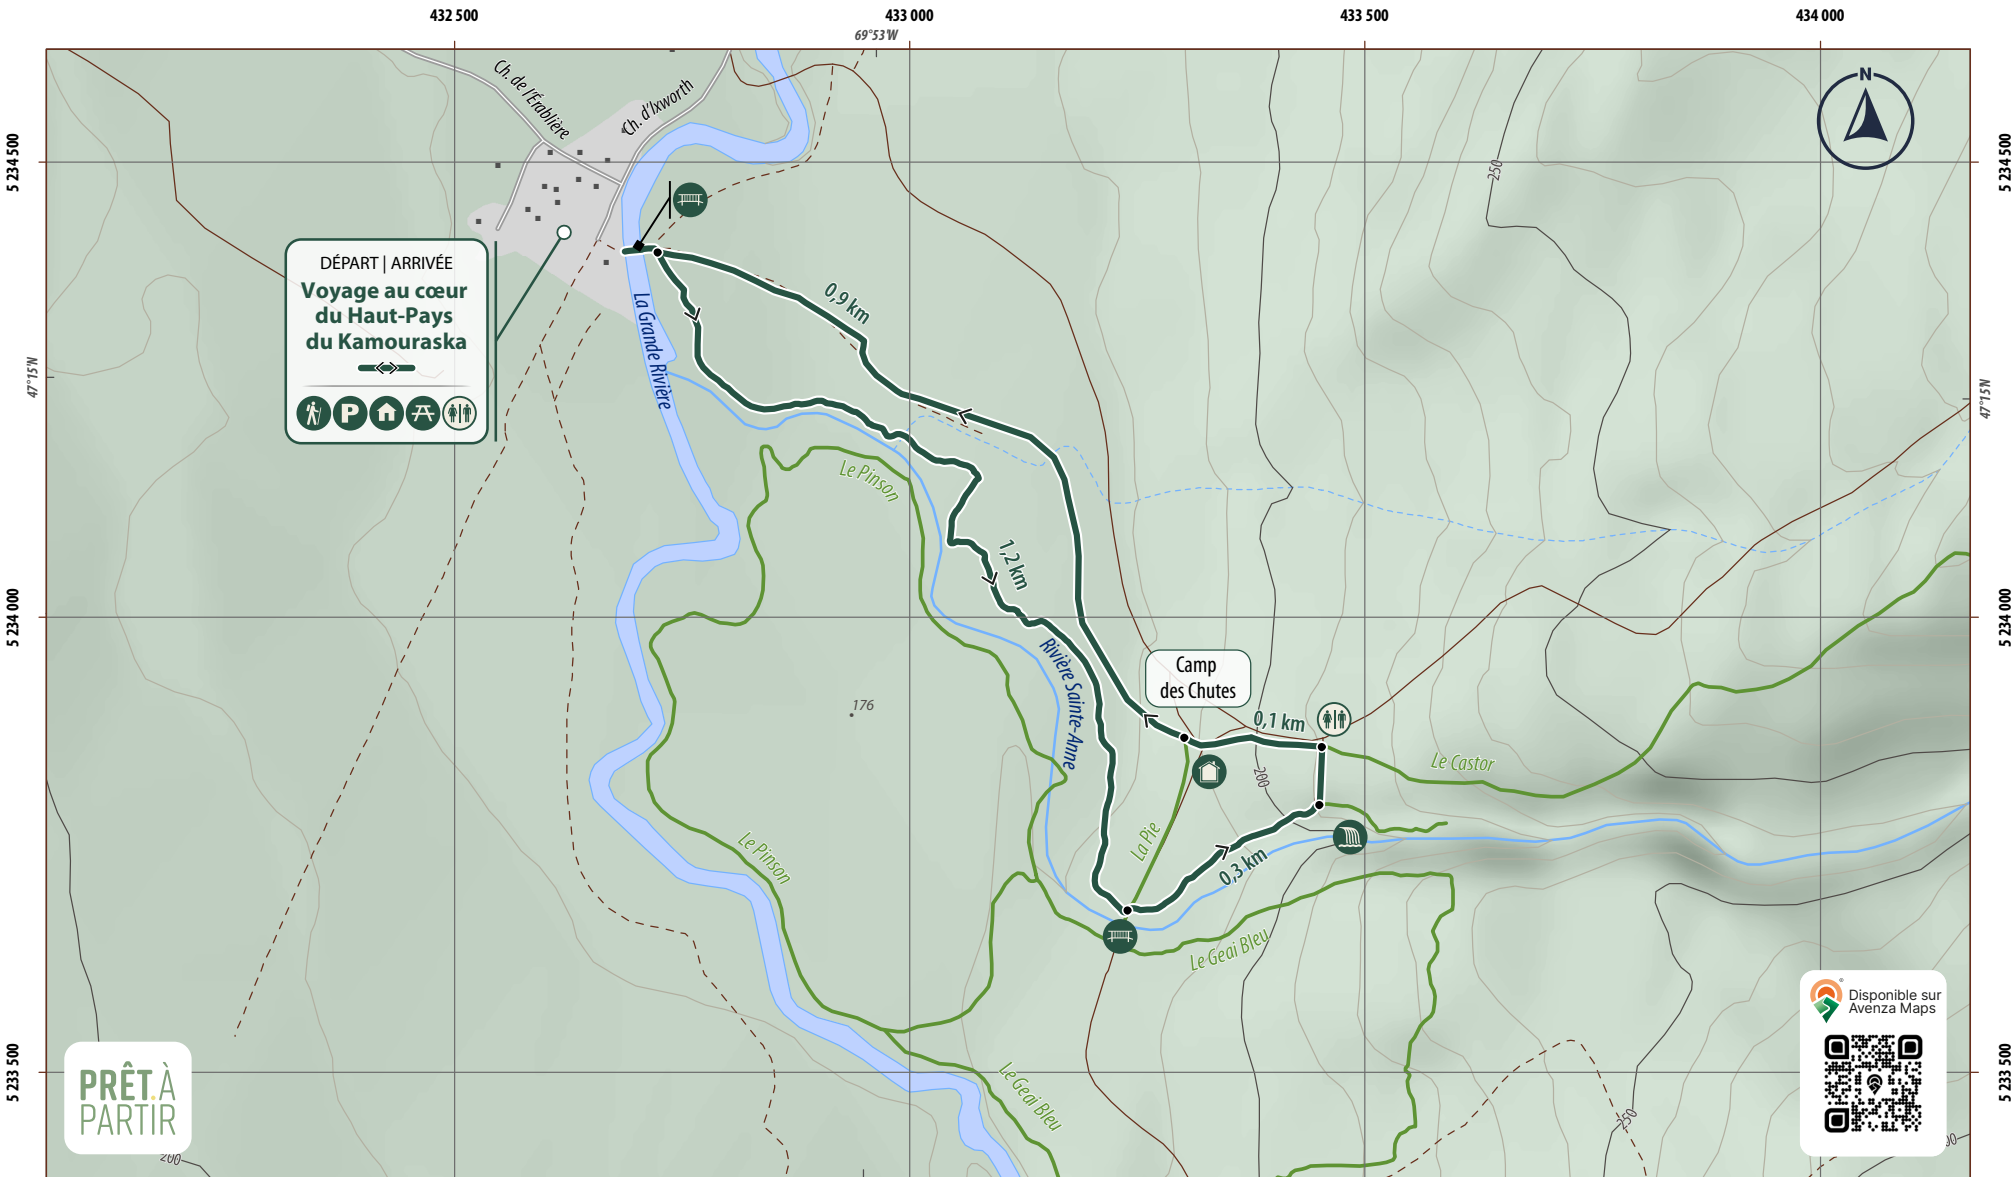 432 500
433 000
433 500
434 000
69°53'W
5 234 500
5 234 500
47°15'N
47°15'N
5 234 000
5 234 000
5 233 500
5 233 500
N
Ch. de l'Érablière
Ch. d'Ixworth
250
DÉPART | ARRIVÉE
Voyage au cœur
du Haut-Pays
du Kamouraska
P
La Grande Rivière
0,9 km
Le Pinson
1,2 km
Rivière Sainte-Anne
Camp
des Chutes
0,1 km
176
200
Le Castor
La Pie
0,3 km
Le Pinson
Le Geai Bleu
Le Geai Bleu
250
200
Disponible sur
Avenza Maps
PRÊT.À
PARTIR